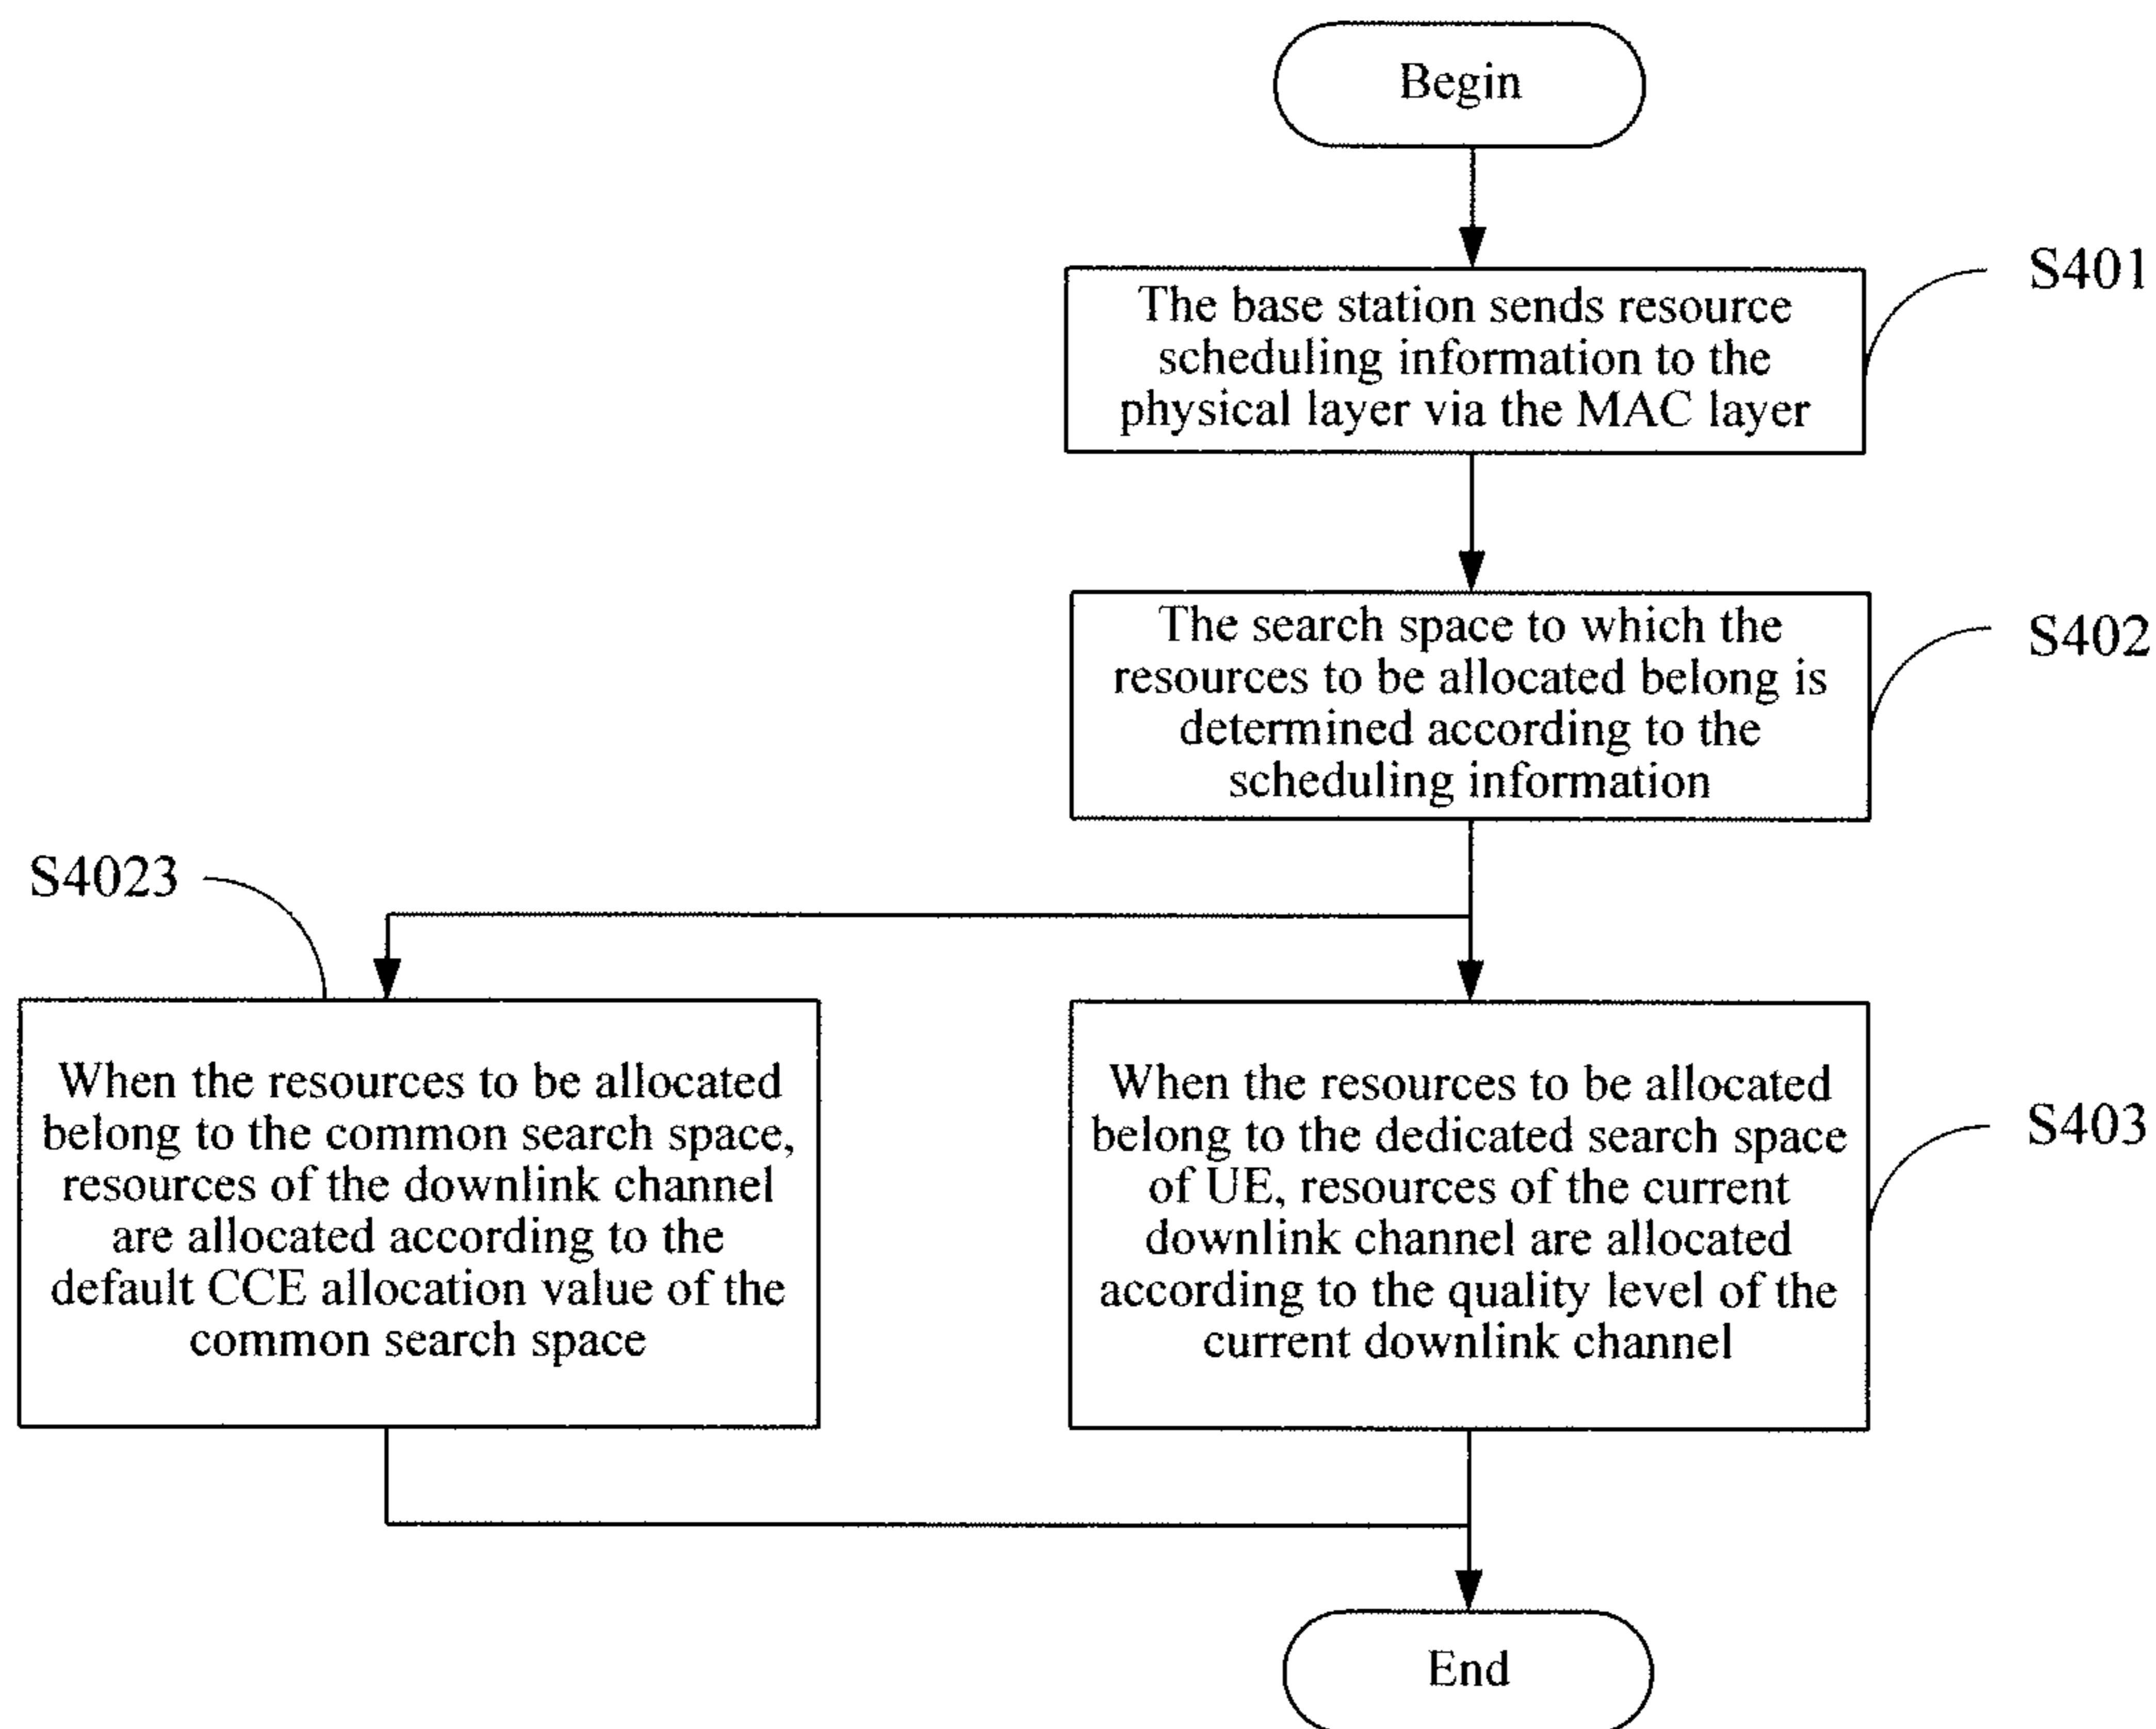 Begin
The base station sends resource
scheduling information to the
physical layer via the MAC layer
S401
The search space to which the
resources to be allocated belong is
determined according to the
scheduling information
S402
S4023
When the resources to be allocated
belong to the common search space,
resources of the downlink channel
are allocated according to the
default CCE allocation value of the
common search space
When the resources to be allocated
belong to the dedicated search space
of UE, resources of the current
downlink channel are allocated
according to the quality level of the
current downlink channel
S403
End